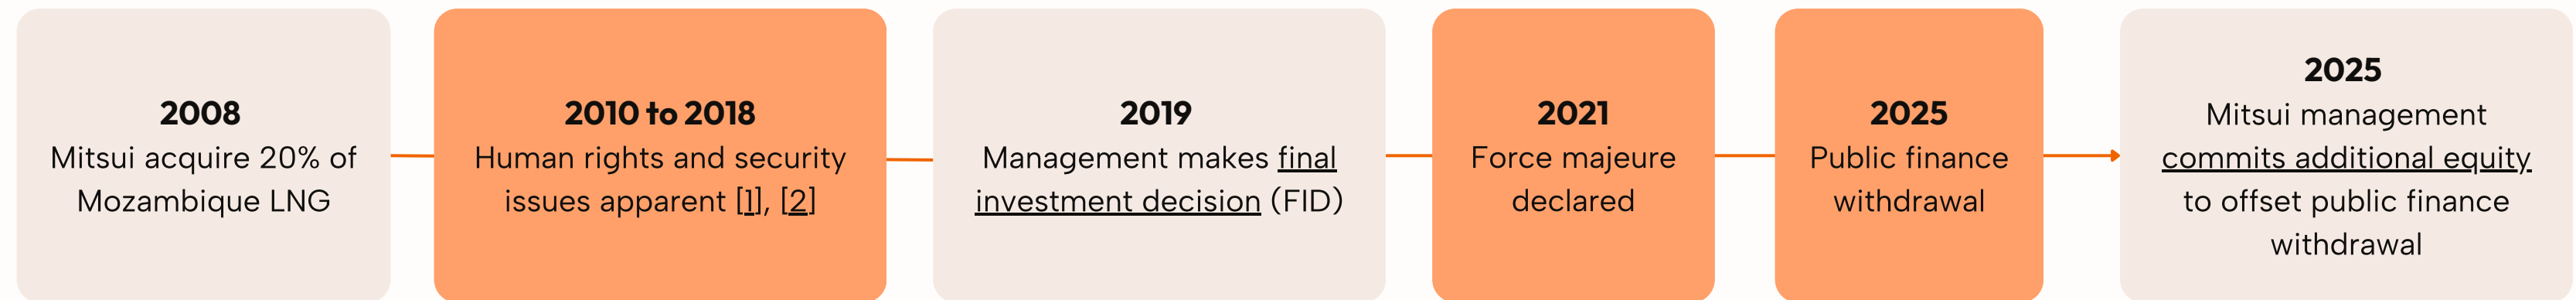 2008
Mitsui acquire 20% of
Mozambique LNG
2010 to 2018
Human rights and security
issues apparent [1], [2]
2019
Management makes final
investment decision (FID)
2021
Force majeure
declared
2025
Public finance
withdrawal
2025
Mitsui management
commits additional equity
to offset public finance
withdrawal